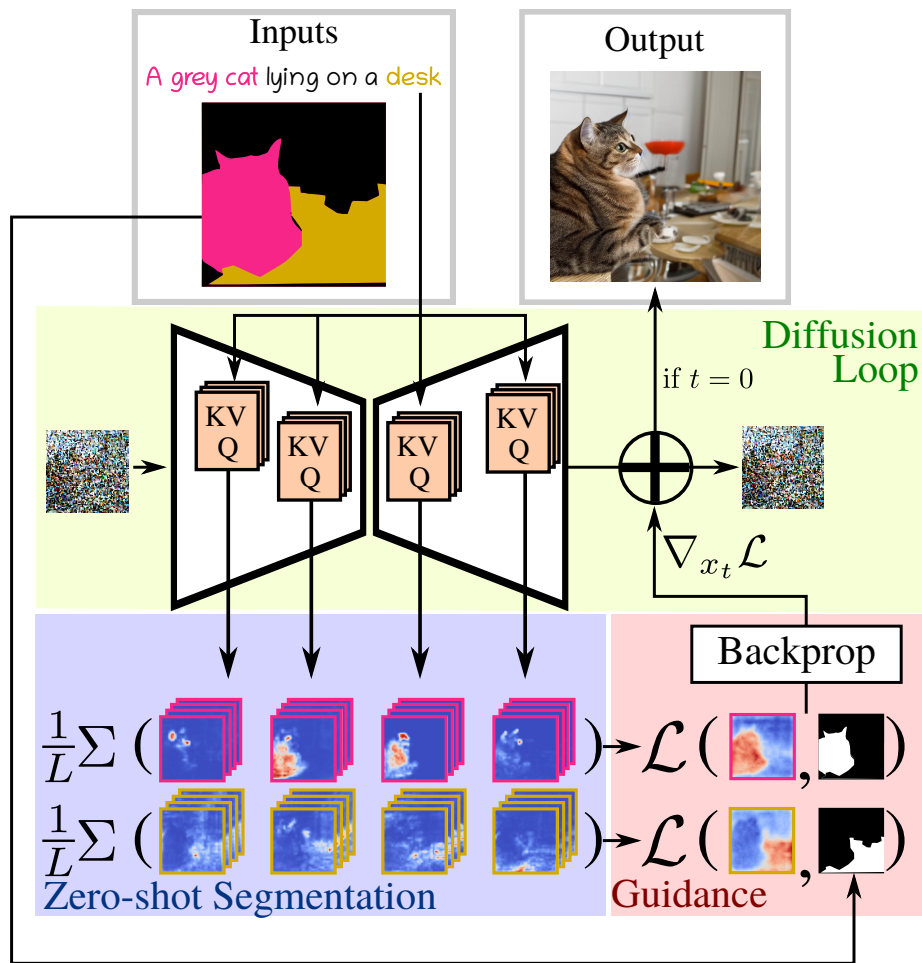 Inputs
A grey cat lying on a desk
Output
Diffusion
Loop
if t = 0
KV
Q
KV
Q
KV
Q
KV
Q
∇ₓₜ ℒ
Backprop
1/L Σ ( ) ℒ ( , )
1/L Σ ( ) ℒ ( , )
Zero-shot Segmentation
Guidance